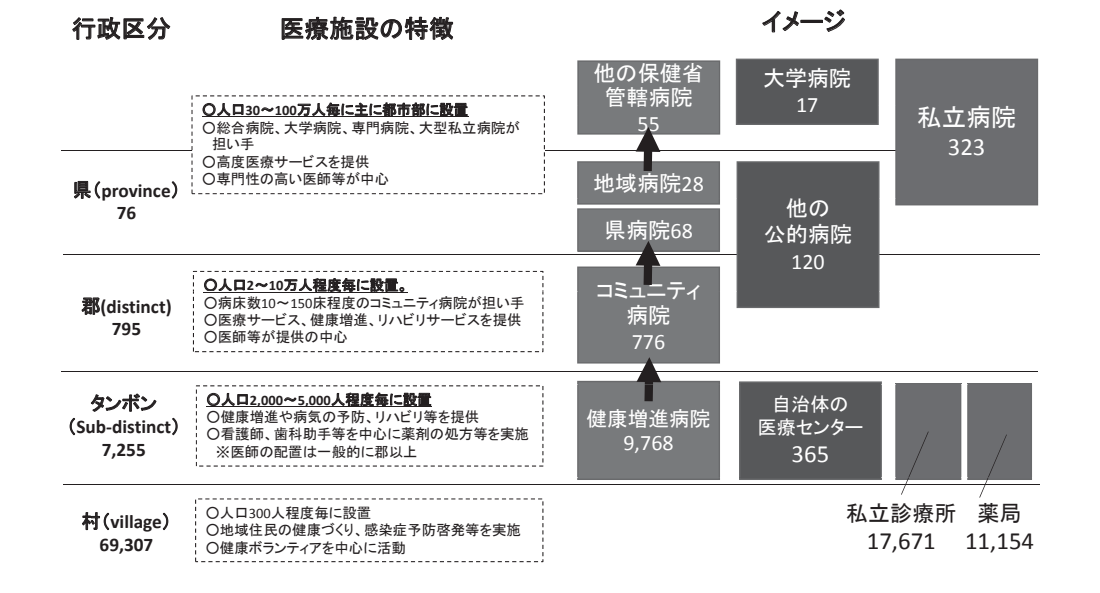 行政区分
医療施設の特徴
イメージ
〇人口30～100万人毎に主に都市部に設置
〇総合病院、大学病院、専門病院、大型私立病院が
担い手
〇高度医療サービスを提供
〇専門性の高い医師等が中心
他の保健省
管轄病院
55
大学病院
17
私立病院
323
県（province）
76
地域病院28
県病院68
他の
公的病院
120
郡(distinct)
795
〇人口2～10万人程度毎に設置。
〇病床数10～150床程度のコミュニティ病院が担い手
〇医療サービス、健康増進、リハビリサービスを提供
〇医師等が提供の中心
コミュニティ
病院
776
タンボン
（Sub-distinct）
7,255
〇人口2,000～5,000人程度毎に設置
〇健康増進や病気の予防、リハビリ等を提供
〇看護師、歯科助手等を中心に薬剤の処方等を実施
※医師の配置は一般的に郡以上
健康増進病院
9,768
自治体の
医療センター
365
私立診療所
17,671
薬局
11,154
村（village）
69,307
〇人口300人程度毎に設置
〇地域住民の健康づくり、感染症予防啓発等を実施
〇健康ボランティアを中心に活動